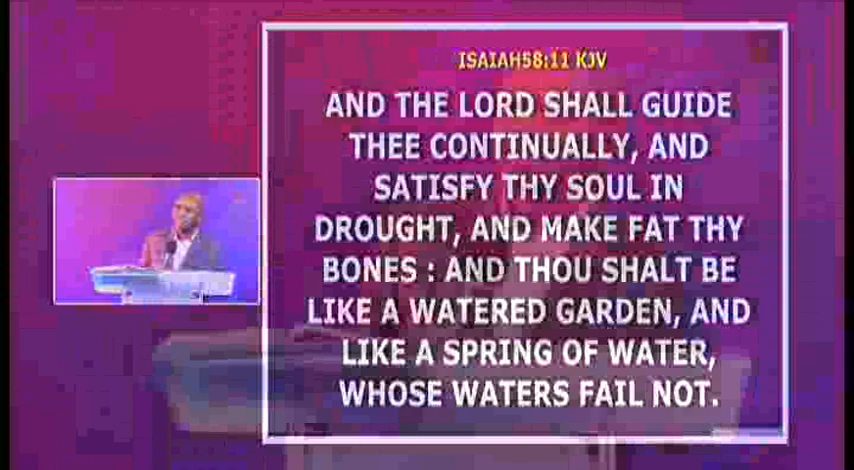 ISAIAH58:11 KJV
AND THE LORD SHALL GUIDE
THEE CONTINUALLY, AND
SATISFY THY SOUL IN
DROUGHT, AND MAKE FAT THY
BONES : AND THOU SHALT BE
LIKE A WATERED GARDEN, AND
LIKE A SPRING OF WATER,
WHOSE WATERS FAIL NOT.